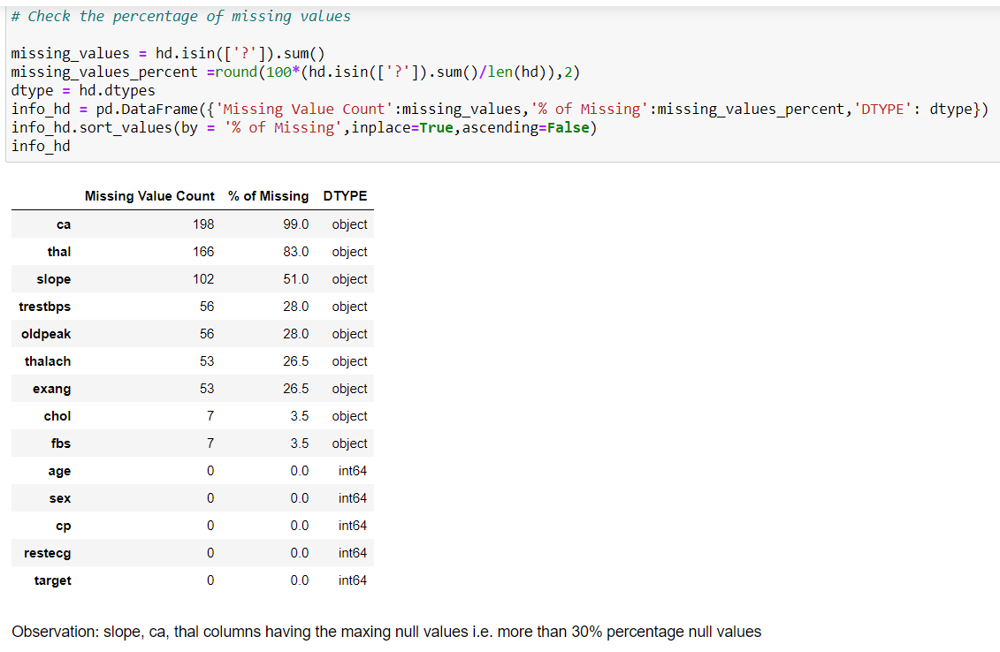 # Check the percentage of missing values
missing_values = hd.isin(['?']).sum()
missing_values_percent =round(100*(hd.isin(['?']).sum()/len(hd)),2)
dtype = hd.dtypes
info_hd = pd.DataFrame({'Missing Value Count':missing_values,'% of Missing':missing_values_percent,'DTYPE': dtype})
info_hd.sort_values(by = '% of Missing',inplace=True,ascending=False)
info_hd
Missing Value Count % of Missing DTYPE
ca 198 99.0 object
thal 166 83.0 object
slope 102 51.0 object
trestbps 56 28.0 object
oldpeak 56 28.0 object
thalach 53 26.5 object
exang 53 26.5 object
chol 7 3.5 object
fbs 7 3.5 object
age 0 0.0 int64
sex 0 0.0 int64
cp 0 0.0 int64
restecg 0 0.0 int64
target 0 0.0 int64
Observation: slope, ca, thal columns having the maxing null values i.e. more than 30% percentage null values